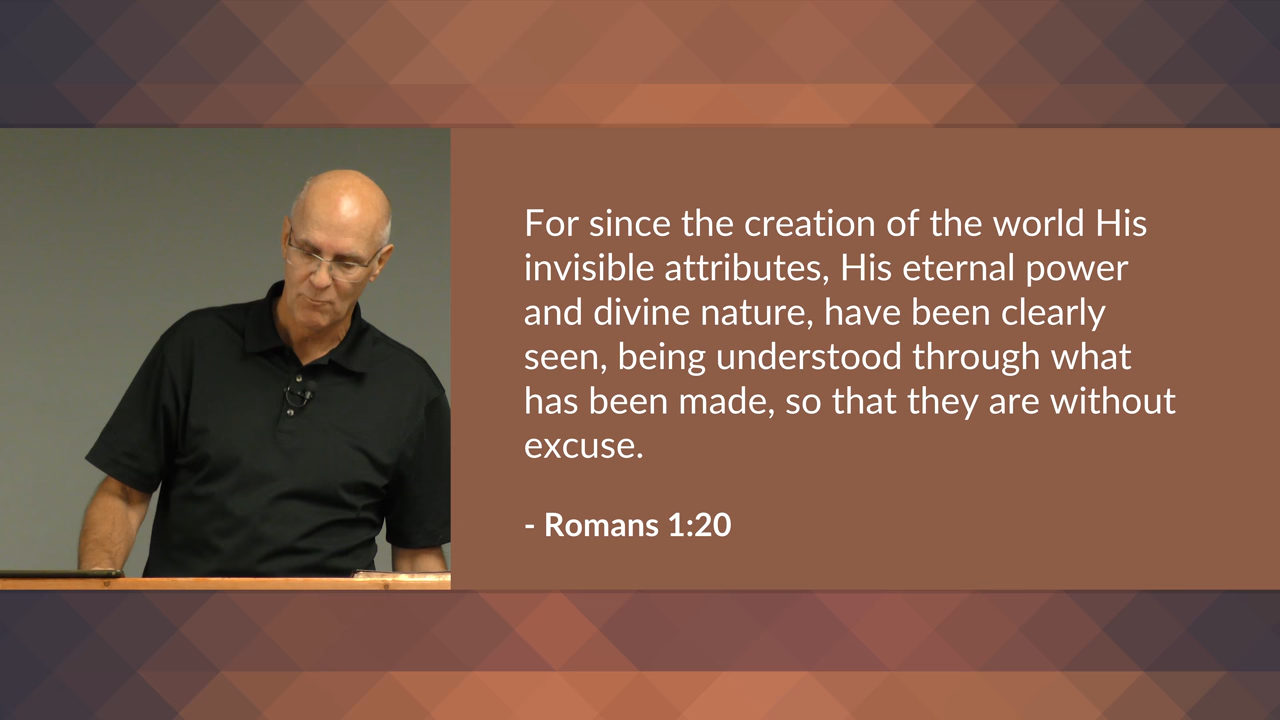 For since the creation of the world His
invisible attributes, His eternal power
and divine nature, have been clearly
seen, being understood through what
has been made, so that they are without
excuse.
- Romans 1:20